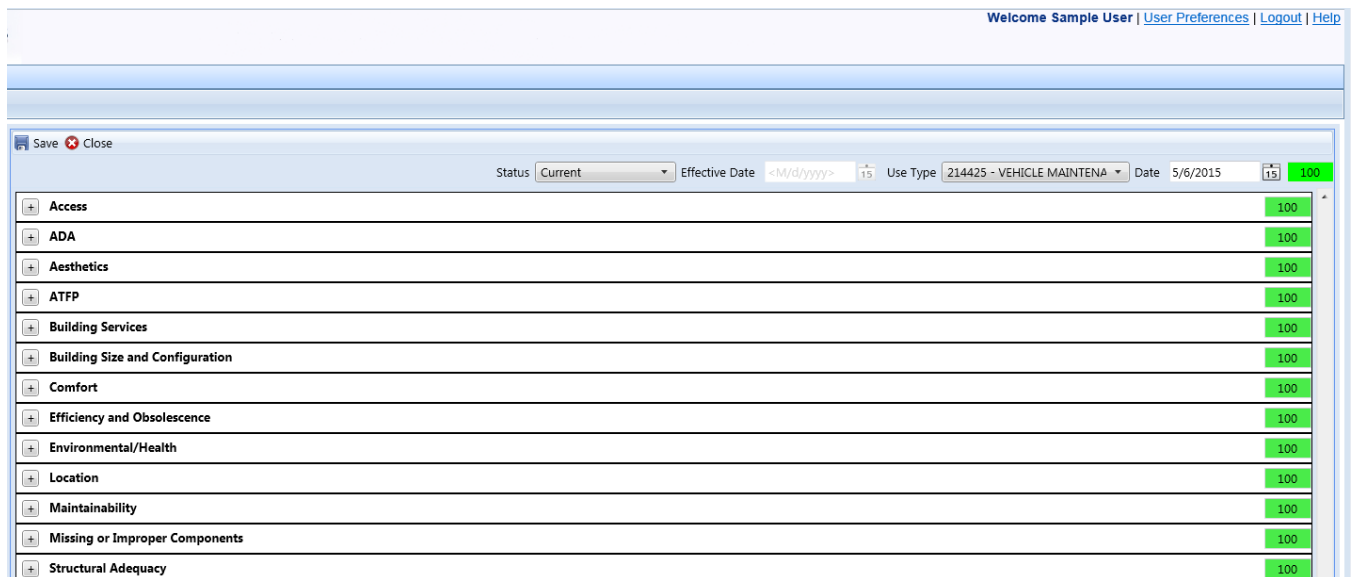 Welcome Sample User | User Preferences | Logout | Help
Save Close
Status Current Effective Date <M/d/yyyy> 15 Use Type 214425 - VEHICLE MAINTENA Date 5/6/2015 15 100
+ Access 100
+ ADA 100
+ Aesthetics 100
+ ATFP 100
+ Building Services 100
+ Building Size and Configuration 100
+ Comfort 100
+ Efficiency and Obsolescence 100
+ Environmental/Health 100
+ Location 100
+ Maintainability 100
+ Missing or Improper Components 100
+ Structural Adequacy 100